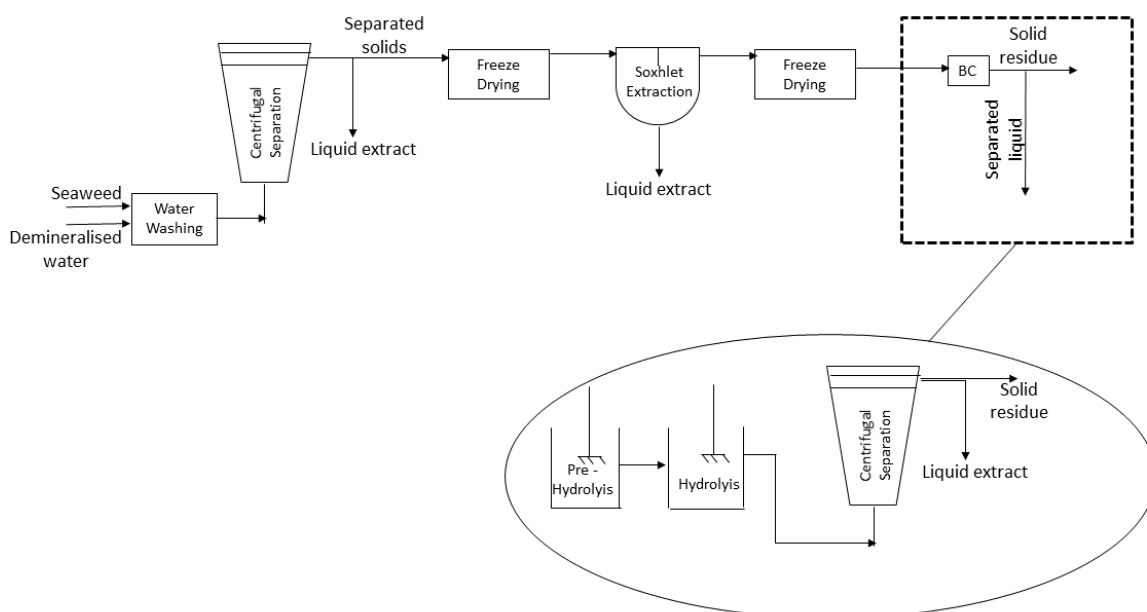 Separated
solids
Centrifugal
Separation
Liquid extract
Freeze
Drying
Soxhlet
Extraction
Liquid extract
Freeze
Drying
BC
Solid
residue
Separated
liquid
Seaweed
Demineralised
water
Water
Washing
Pre -
Hydrolyis
Hydrolyis
Centrifugal
Separation
Solid
residue
Liquid extract